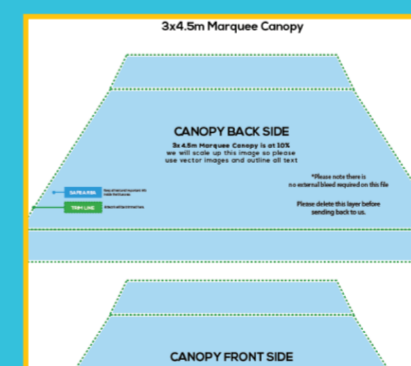 3x4.5m Marquee Canopy
CANOPY BACK SIDE
3x 4.5m Marquee Canopy is at 10%
we will scale up this image so please
use vector images and outline all text
*Please note there is
no external bleed required on this file
SAFE AREA
TRIM LINE
Please delete this layer before
sending back to us.
CANOPY FRONT SIDE